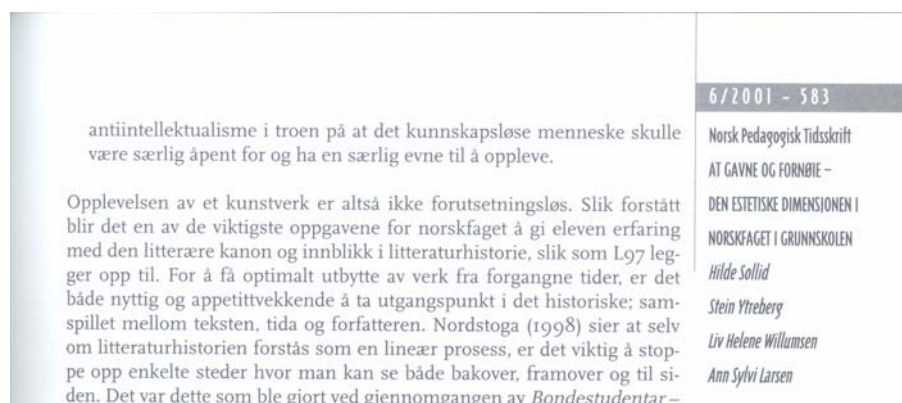 antiintellektualisme i troen på at det kunnskapsløse menneske skulle
være særlig åpent for og ha en særlig evne til å oppleve.
Opplevelsen av et kunstverk er altså ikke forutsetningsløs. Slik forstått
blir det en av de viktigste oppgavene for norskfaget å gi eleven erfaring
med den litterære kanon og innblikk i litteraturhistorie, slik som L97 leg-
ger opp til. For å få optimalt utbytte av verk fra forgangne tider, er det
både nyttig og appetittvekkende å ta utgangspunkt i det historiske; sam-
spillet mellom teksten, tida og forfatteren. Nordstoga (1998) sier at selv
om litteraturhistorien forstås som en lineær prosess, er det viktig å stop-
pe opp enkelte steder hvor man kan se både bakover, framover og til si-
den. Det var dette som ble gjort ved gjennomgangen av Bondestudentar –
6/2001 – 583
Norsk Pedagogisk Tidsskrift
AT GAVNE OG FORNØIE –
DEN ESTETISKE DIMENSJONEN I
NORSKFAGET I GRUNNSKOLEN
Hilde Sollid
Stein Ytreberg
Liv Helene Willumsen
Ann Sylvi Larsen